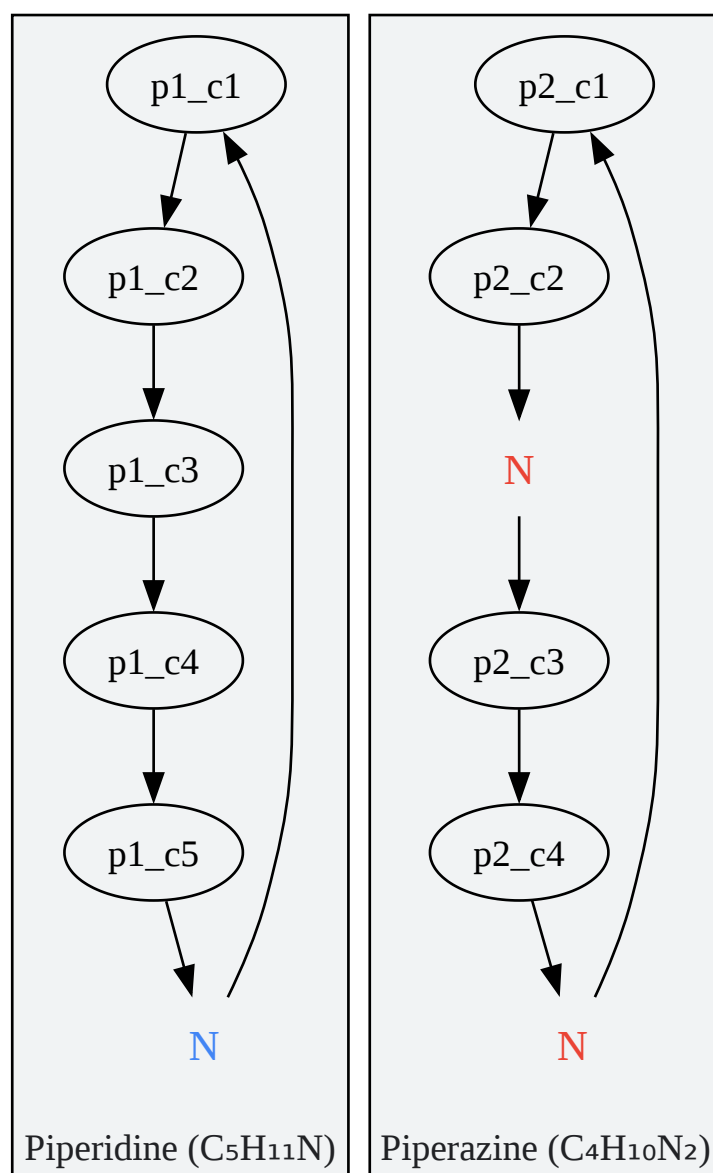 p1_c1
p1_c2
p1_c3
p1_c4
p1_c5
N
Piperidine (C₅H₁₁N)
p2_c1
p2_c2
N
p2_c3
p2_c4
N
Piperazine (C₄H₁₀N₂)